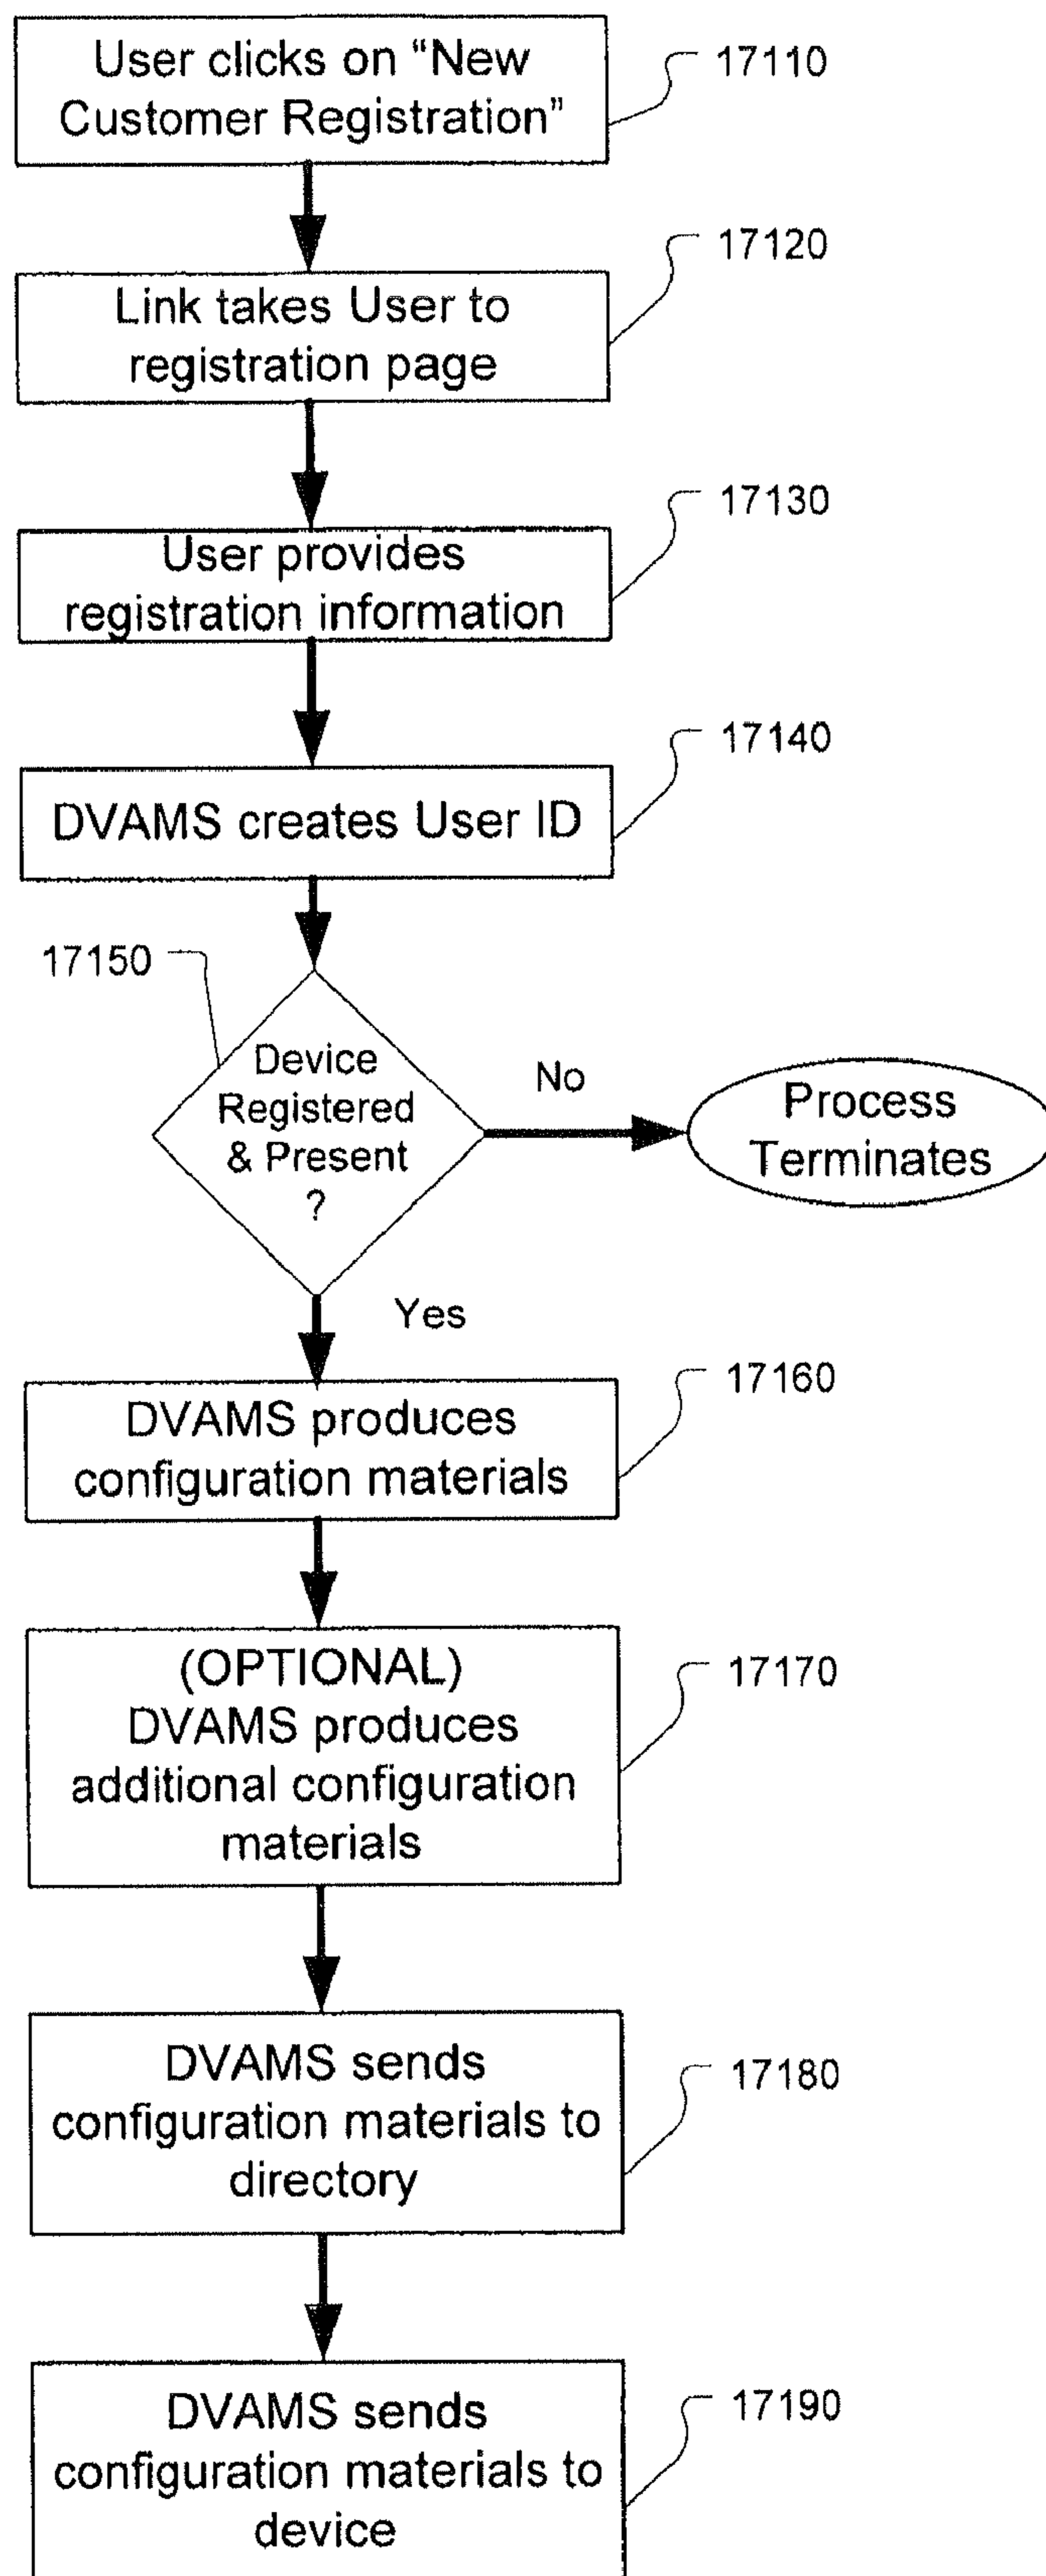 User clicks on “New
Customer Registration”
17110
Link takes User to
registration page
17120
User provides
registration information
17130
DVAMS creates User ID
17140
17150
Device
Registered
& Present
?
No
Process
Terminates
Yes
DVAMS produces
configuration materials
17160
(OPTIONAL)
DVAMS produces
additional configuration
materials
17170
DVAMS sends
configuration materials to
directory
17180
DVAMS sends
configuration materials to
device
17190